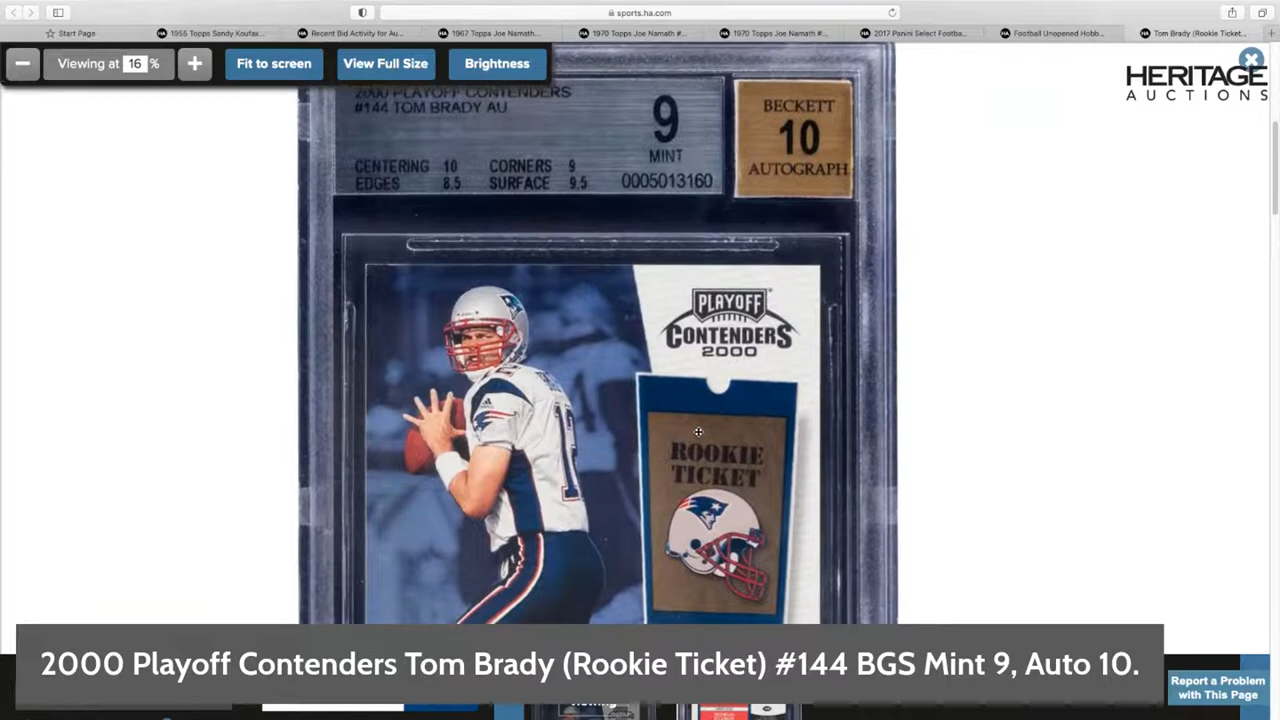 sports.ha.com
Start Page
1955 Topps Sandy Koufax...
Recent Bid Activity for Au...
1967 Topps Joe Namath...
1970 Topps Joe Namath #...
1970 Topps Joe Namath #...
2017 Panini Select Footba...
Football Unopened Hobb...
Tom Brady (Rookie Ticket...
Viewing at 16 %
Fit to screen
View Full Size
Brightness
HERITAGE
AUCTIONS
2000 PLAYOFF CONTENDERS
#144 TOM BRADY AU
9
MINT
CENTERING 10 CORNERS 9
EDGES 8.5 SURFACE 9.5
0005013160
BECKETT
10
AUTOGRAPH
PLAYOFF
CONTENDERS
2000
ROOKIE
TICKET
12
2000 Playoff Contenders Tom Brady (Rookie Ticket) #144 BGS Mint 9, Auto 10.
Report a Problem
with This Page